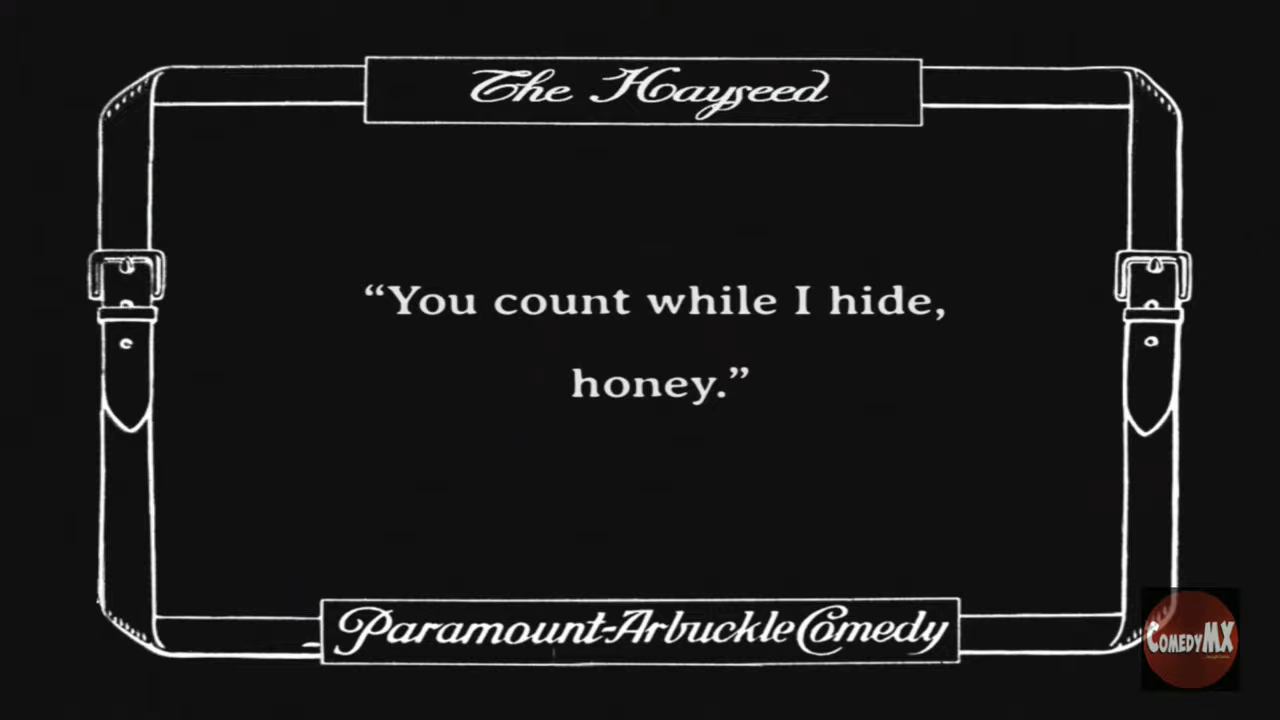 The Hayseed
“You count while I hide,
honey.”
Paramount-Arbuckle Comedy
COMEDYMX